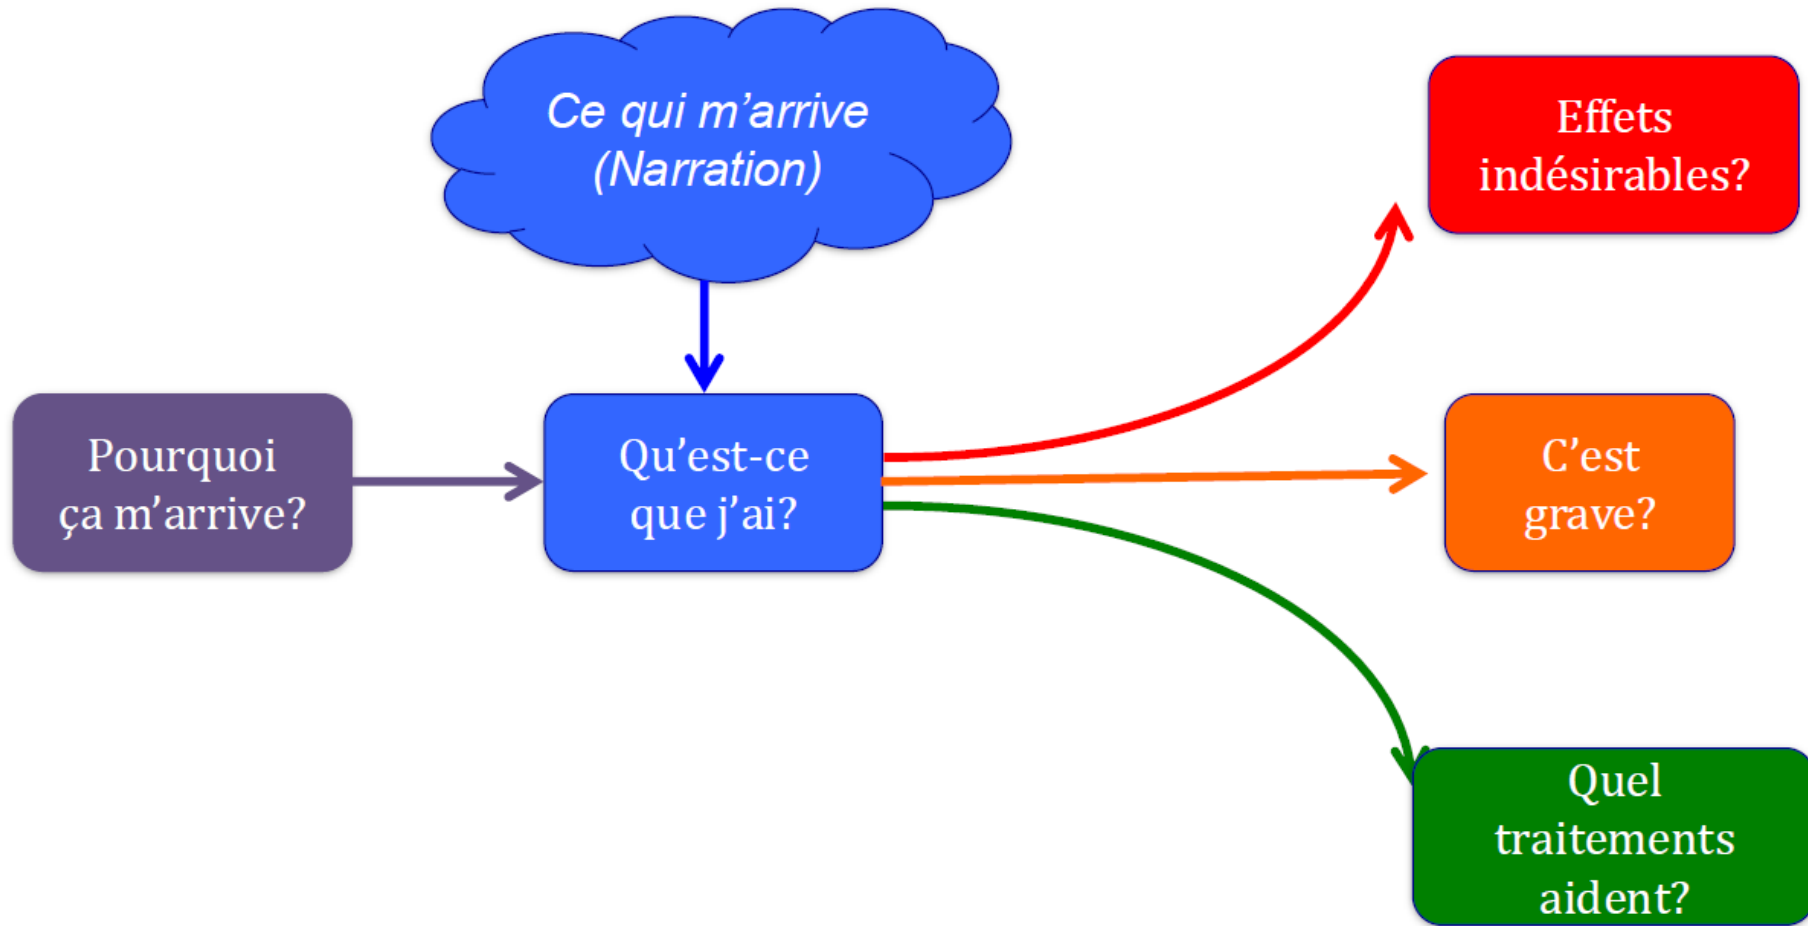 Ce qui m’arrive
(Narration)
Effets
indésirables?
Pourquoi
ça m’arrive?
Qu’est-ce
que j’ai?
C’est
grave?
Quel
traitements
aident?